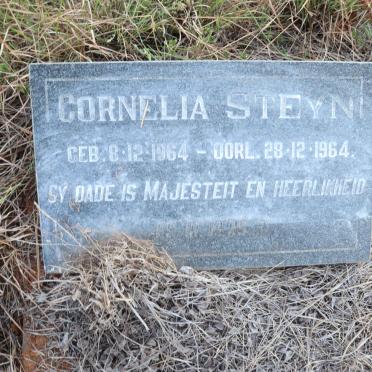 CORNELIA STEYN
GEB. 8·12·1964 – OORL. 28·12·1964.
SY DADE IS MAJESTEIT EN HEERLIKHEID